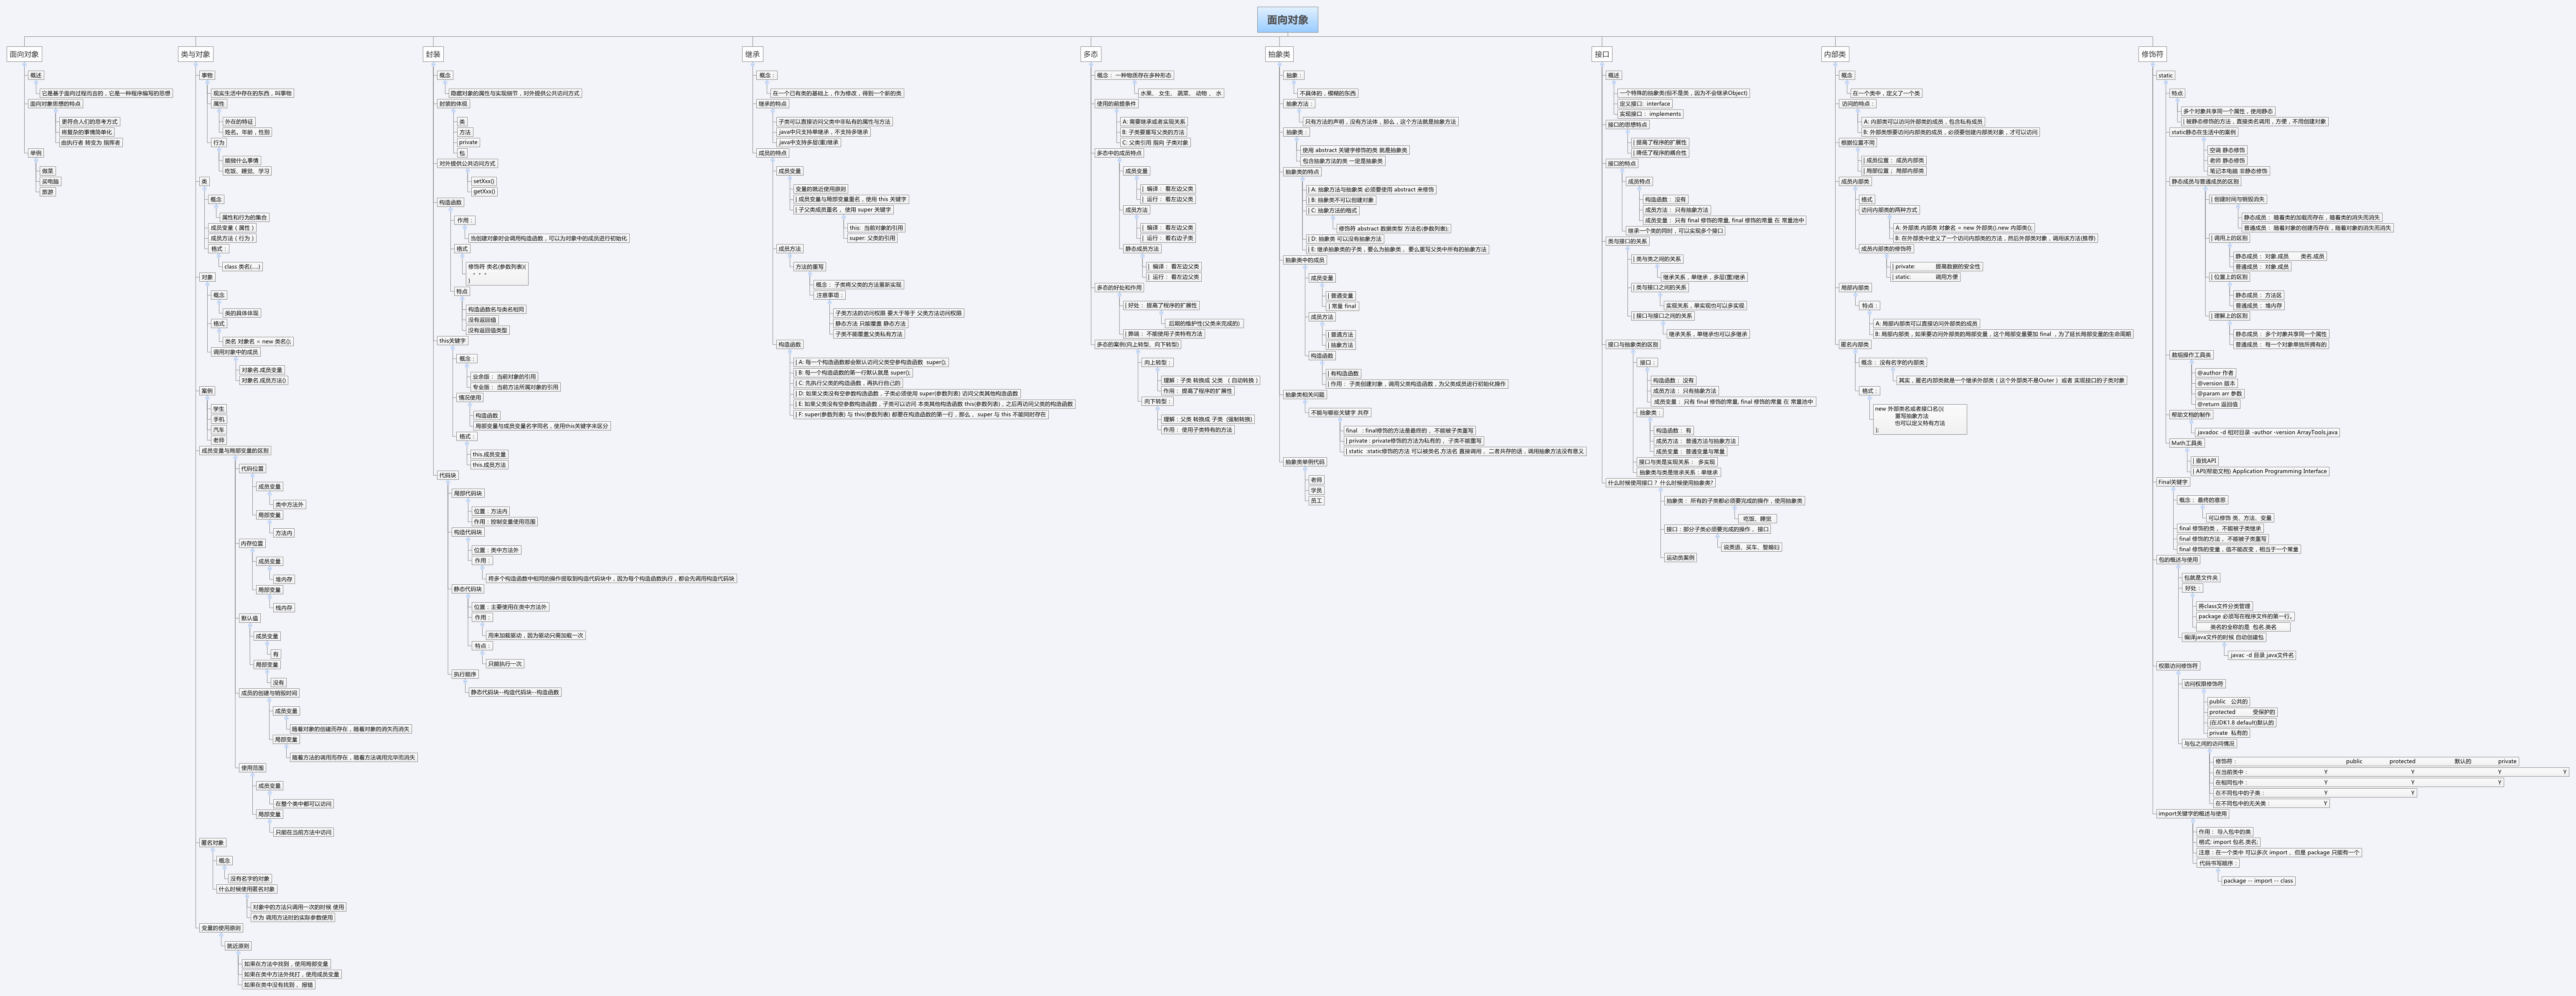 面向对象
面向对象
概述
它是基于面向过程而言的，它是一种程序编写的思想
面向对象思想的特点
更符合人们的思考方式
将复杂的事情简单化
由执行者 转变为 指挥者
举例
做菜
买电脑
旅游
类与对象
事物
现实生活中存在的东西，叫事物
属性
外在的特征
姓名，年龄，性别
行为
能做什么事情
吃饭、睡觉、学习
类
概念
属性和行为的集合
成员变量 ( 属性 )
成员方法 ( 行为 )
格式：
class 类名{....}
对象
概念
类的具体体现
格式
类名 对象名 = new 类名();
调用对象中的成员
对象名.成员变量
对象名.成员方法()
案例
学生
手机
汽车
老师
成员变量与局部变量的区别
代码位置
成员变量
类中方法外
局部变量
方法内
内存位置
成员变量
堆内存
局部变量
栈内存
默认值
成员变量
有
局部变量
没有
成员的创建与销毁时间
成员变量
随着对象的创建而存在，随着对象的消失而消失
局部变量
随着方法的调用而存在，随着方法调用完毕而消失
使用范围
成员变量
在整个类中都可以访问
局部变量
只能在当前方法中访问
匿名对象
概念
没有名字的对象
什么时候使用匿名对象
对象中的方法只调用一次的时候 使用
作为 调用方法时的实际参数使用
变量的使用原则
就近原则
如果在方法中找到，使用局部变量
如果在类中方法外找打，使用成员变量
如果在类中没有找到， 报错
封装
概念
隐藏对象的属性与实现细节，对外提供公共访问方式
封装的体现
类
方法
private
包
对外提供公共访问方式
setXxx()
getXxx()
构造函数
作用：
当创建对象时会调用构造函数，可以为对象中的成员进行初始化
格式
修饰符 类名(参数列表){
。。。
}
特点
构造函数名与类名相同
没有返回值
没有返回值类型
this关键字
概念：
业余版： 当前对象的引用
专业版： 当前方法所属对象的引用
情况使用
构造函数
局部变量与成员变量名字同名，使用this关键字来区分
格式：
this.成员变量
this.成员方法
代码块
局部代码块
位置：方法内
作用：控制变量使用范围
构造代码块
位置：类中方法外
作用：
将多个构造函数中相同的操作提取到构造代码块中，因为每个构造函数执行，都会先调用构造代码块
静态代码块
位置：主要使用在类中方法外
作用：
用来加载驱动，因为驱动只需加载一次
特点：
只能执行一次
执行顺序
静态代码块--构造代码块--构造函数
继承
概念：
在一个已有类的基础上，作为修改，得到一个新的类
继承的特点
子类可以直接访问父类中非私有的属性与方法
java中只支持单继承，不支持多继承
java中支持多层(重)继承
成员的特点
成员变量
变量的就近使用原则
| 成员变量与局部变量重名，使用 this 关键字
| 子父类成员重名， 使用 super 关键字
this: 当前对象的引用
super: 父类的引用
成员方法
方法的重写
概念： 子类将父类的方法重新实现
注意事项：
子类方法的访问权限 要大于等于 父类方法访问权限
静态方法 只能覆盖 静态方法
子类不能覆盖父类私有方法
构造函数
| A: 每一个构造函数都会默认访问父类空参构造函数 super();
| B: 每一个构造函数的第一行默认就是 super();
| C: 先执行父类的构造函数，再执行自己的
| D: 如果父类没有空参数构造函数，子类必须使用 super(参数列表) 访问父类其他构造函数
| E: 如果父类没有空参数构造函数，子类可以访问 本类其他构造函数 this(参数列表)，之后再访问父类的构造函数
| F: super(参数列表) 与 this(参数列表) 都要在构造函数的第一行，那么， super 与 this 不能同时存在
多态
概念： 一种物质存在多种形态
水果、 女生、 蔬菜、 动物 、 水
使用的前提条件
A: 需要继承或者实现关系
B: 子类要重写父类的方法
C: 父类引用 指向 子类对象
多态中的成员特点
成员变量
| 编译： 看左边父类
| 运行： 看左边父类
成员方法
| 编译： 看左边父类
| 运行： 看右边子类
静态成员方法
| 编译： 看左边父类
| 运行： 看左边父类
多态的好处和作用
| 好处： 提高了程序的扩展性
后期的维护性(父类未完成的)
| 弊端： 不能使用子类特有方法
多态的案例(向上转型、向下转型)
向上转型：
理解：子类 转换成 父类 （ 自动转换 ）
作用： 提高了程序的扩展性
向下转型：
理解：父类 转换成 子类 (强制转换)
作用： 使用子类特有的方法
抽象类
抽象：
不具体的，模糊的东西
抽象方法：
只有方法的声明，没有方法体，那么，这个方法就是抽象方法
抽象类：
使用 abstract 关键字修饰的类 就是抽象类
包含抽象方法的类 一定是抽象类
抽象类的特点
| A: 抽象方法与抽象类 必须要使用 abstract 来修饰
| B: 抽象类不可以创建对象
| C: 抽象方法的格式
修饰符 abstract 数据类型 方法名(参数列表);
| D: 抽象类 可以没有抽象方法
| E: 继承抽象类的子类，要么为抽象类， 要么重写父类中所有的抽象方法
抽象类中的成员
成员变量
| 普通变量
| 常量 final
成员方法
| 普通方法
| 抽象方法
构造函数
| 有构造函数
| 作用： 子类创建对象，调用父类构造函数，为父类成员进行初始化操作
抽象类相关问题
不能与哪些关键字 共存
final ：final修饰的方法是最终的， 不能被子类重写
| private : private修饰的方法为私有的， 子类不能重写
| static :static修饰的方法 可以被类名.方法名 直接调用， 二者共存的话，调用抽象方法没有意义
抽象类举例代码
老师
学员
员工
接口
概述
一个特殊的抽象类(但不是类，因为不会继承Object)
定义接口: interface
实现接口： implements
接口的思想特点
| 提高了程序的扩展性
| 降低了程序的耦合性
接口的特点
成员特点
构造函数： 没有
成员方法： 只有抽象方法
成员变量： 只有 final 修饰的常量, final 修饰的常量 在 常量池中
继承一个类的同时，可以实现多个接口
类与接口的关系
| 类与类之间的关系
继承关系，单继承，多层(重)继承
| 类与接口之间的关系
实现关系，单实现也可以多实现
| 接口与接口之间的关系
继承关系，单继承也可以多继承
接口与抽象类的区别
接口：
构造函数： 没有
成员方法： 只有抽象方法
成员变量： 只有 final 修饰的常量, final 修饰的常量 在 常量池中
抽象类：
构造函数： 有
成员方法： 普通方法与抽象方法
成员变量： 普通变量与常量
接口与类是实现关系： 多实现
抽象类与类是继承关系：单继承
什么时候使用接口？ 什么时候使用抽象类?
抽象类： 所有的子类都必须要完成的操作，使用抽象类
吃饭、睡觉
接口：部分子类必须要完成的操作， 接口
说英语、买车、娶媳妇
运动员案例
内部类
概念
在一个类中，定义了一个类
访问的特点：
A: 内部类可以访问外部类的成员，包含私有成员
B: 外部类想要访问内部类的成员，必须要创建内部类对象，才可以访问
根据位置不同
| 成员位置： 成员内部类
| 局部位置； 局部内部类
成员内部类
格式
访问内部类的两种方式
A: 外部类.内部类 对象名 = new 外部类().new 内部类();
B: 在外部类中定义了一个访问内部类的方法，然后外部类对象，调用该方法(推荐)
成员内部类的修饰符
| private: 提高数据的安全性
| static: 调用方便
局部内部类
特点：
A: 局部内部类可以直接访问外部类的成员
B: 局部内部类，如果要访问外部类的局部变量，这个局部变量要加 final ，为了延长局部变量的生命周期
匿名内部类
概念： 没有名字的内部类
其实，匿名内部类就是一个继承外部类 ( 这个外部类不是Outer ) 或者 实现接口的子类对象
格式：
new 外部类名或者接口名(){
重写抽象方法
也可以定义特有方法
};
修饰符
static
特点
多个对象共享同一个属性，使用静态
| 被静态修饰的方法，直接类名调用，方便，不用创建对象
static静态在生活中的案例
空调 静态修饰
老师 静态修饰
笔记本电脑 非静态修饰
静态成员与普通成员的区别
| 创建时间与销毁消失
静态成员： 随着类的加载而存在，随着类的消失而消失
普通成员： 随着对象的创建而存在，随着对象的消失而消失
| 调用上的区别
静态成员： 对象.成员 类名.成员
普通成员： 对象.成员
| 位置上的区别
静态成员： 方法区
普通成员： 堆内存
| 理解上的区别
静态成员： 多个对象共享同一个属性
普通成员： 每一个对象单独所拥有的
数组操作工具类
@author 作者
@version 版本
@param arr 参数
@return 返回值
帮助文档的制作
javadoc -d 相对目录 -author -version ArrayTools.java
Math工具类
| 查找API
| API(帮助文档) Application Programming Interface
Final关键字
概念： 最终的意思
可以修饰 类、方法、变量
final 修饰的类， 不能被子类继承
final 修饰的方法， 不能被子类重写
final 修饰的变量，值不能改变，相当于一个常量
包的概述与使用
包就是文件夹
好处：
将class文件分类管理
package 必须写在程序文件的第一行,
类名的全称的是 包名.类名
编译java文件的时候 自动创建包
javac -d 目录 java文件名
权限访问修饰符
访问权限修饰符
public 公共的
protected 受保护的
(在JDK1.8 default)默认的
private 私有的
与包之间的访问情况
修饰符： public protected 默认的 private
在当前类中： Y Y Y Y
在相同包中： Y Y Y
在不同包中的子类： Y Y
在不同包中的无关类： Y
import关键字的概述与使用
作用： 导入包中的类
格式: import 包名.类名;
注意：在一个类中 可以多次 import ，但是 package 只能有一个
代码书写顺序：
package -- import -- class